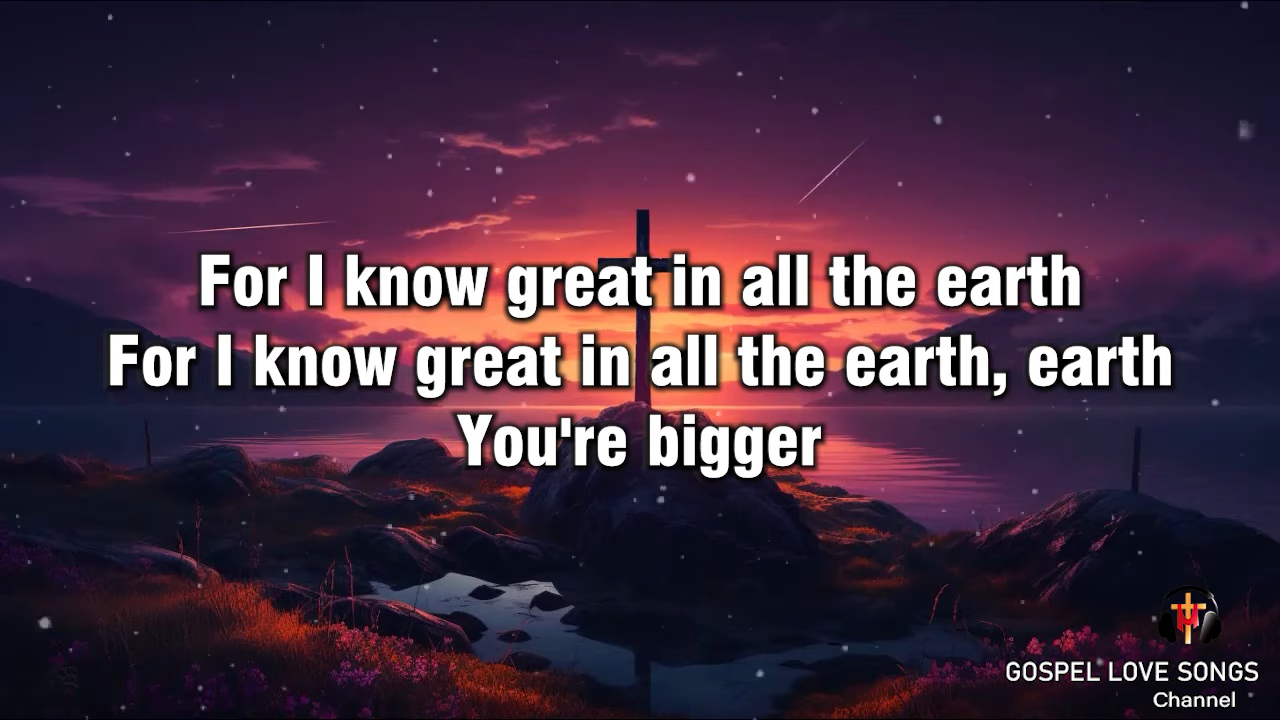 For I know great in all the earth
For I know great in all the earth, earth
You're bigger
GOSPEL LOVE SONGS
Channel